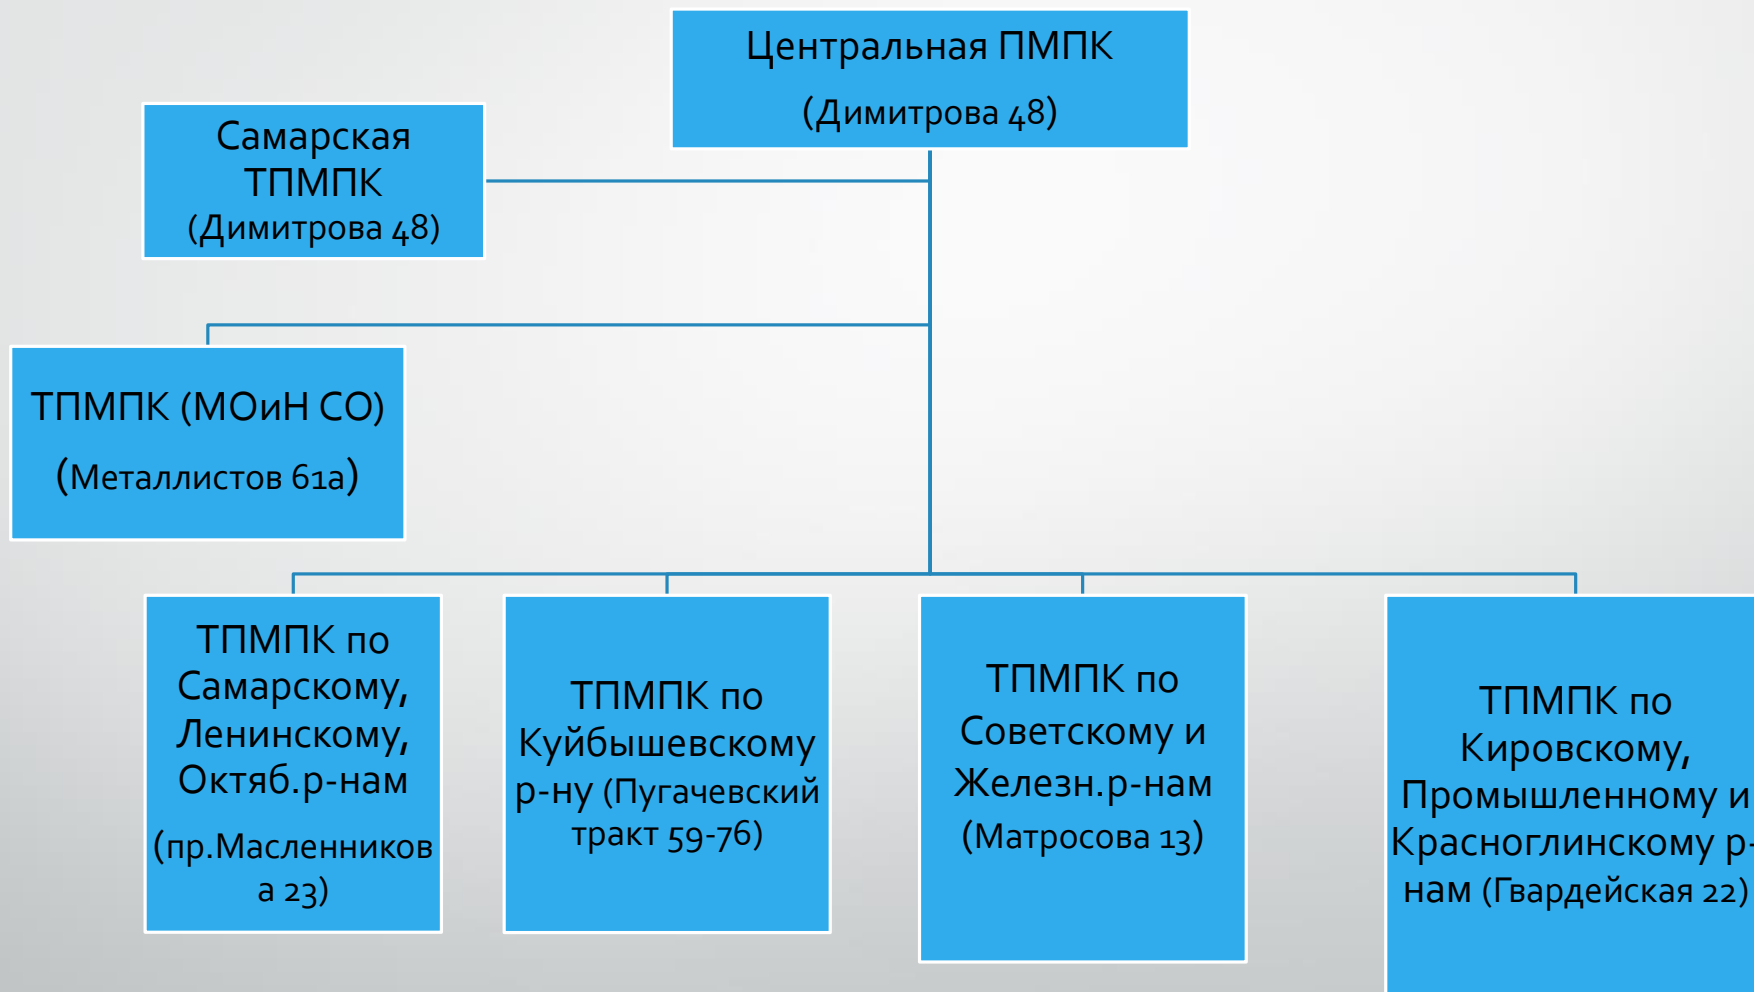 Центральная ПМПК
(Димитрова 48)
Самарская
ТПМПК
(Димитрова 48)
ТПМПК (МОиН СО)
(Металлистов 61а)
ТПМПК по
Самарскому,
Ленинскому,
Октяб.р-нам
(пр.Масленников
а 23)
ТПМПК по
Куйбышевскому
р-ну (Пугачевский
тракт 59-76)
ТПМПК по
Советскому и
Железн.р-нам
(Матросова 13)
ТПМПК по
Кировскому,
Промышленному и
Красноглинскому р-
нам (Гвардейская 22)